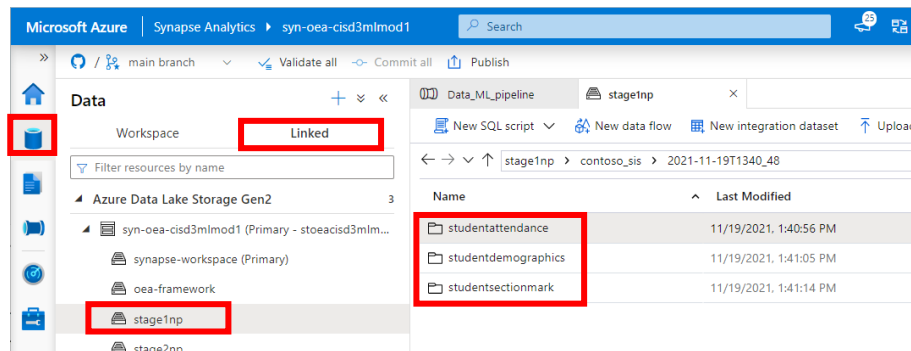 Microsoft Azure | Synapse Analytics ▸ syn-oea-cisd3mlmod1
Search
25
» / main branch Validate all Commit all Publish
Data + «
Workspace Linked
Filter resources by name
Azure Data Lake Storage Gen2 3
syn-oea-cisd3mlmod1 (Primary - stoeacisd3mlm...
synapse-workspace (Primary)
oea-framework
stage1np
stage2np
Data_ML_pipeline stage1np ×
New SQL script New data flow New integration dataset Upload
← → ↑ stage1np > contoso_sis > 2021-11-19T1340_48
Name Last Modified
studentattendance 11/19/2021, 1:40:56 PM
studentdemographics 11/19/2021, 1:41:05 PM
studentsectionmark 11/19/2021, 1:41:14 PM